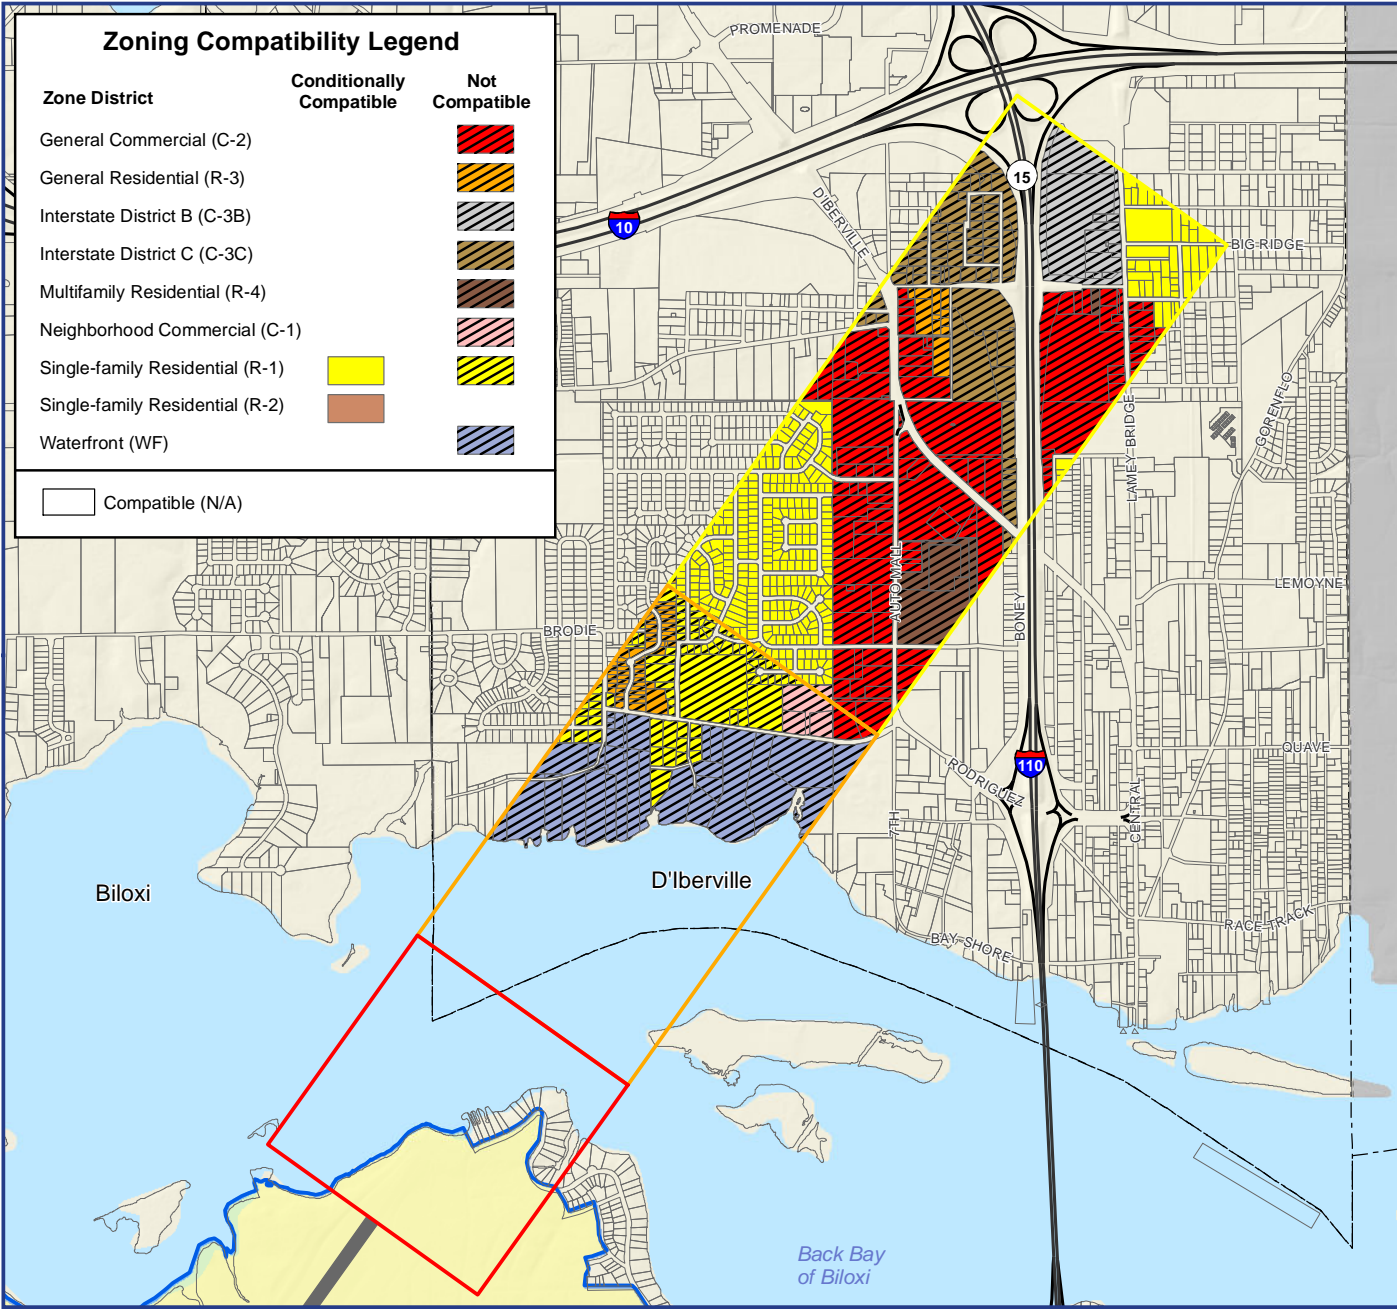 Zoning Compatibility Legend
Zone District
Conditionally
Compatible
Not
Compatible
General Commercial (C-2)
General Residential (R-3)
Interstate District B (C-3B)
Interstate District C (C-3C)
Multifamily Residential (R-4)
Neighborhood Commercial (C-1)
Single-family Residential (R-1)
Single-family Residential (R-2)
Waterfront (WF)
Compatible (N/A)
PROMENADE
15
10
D'IBERVILLE
BIG RIDGE
GORENFLO
LAMEY BRIDGE
AUTO MALL
BONEY
LEMOYNE
BRODIE
QUAVE
110
RODRIGUEZ
7TH
CENTRAL
Biloxi
D'Iberville
RACE TRACK
BAY SHORE
Back Bay
of Biloxi